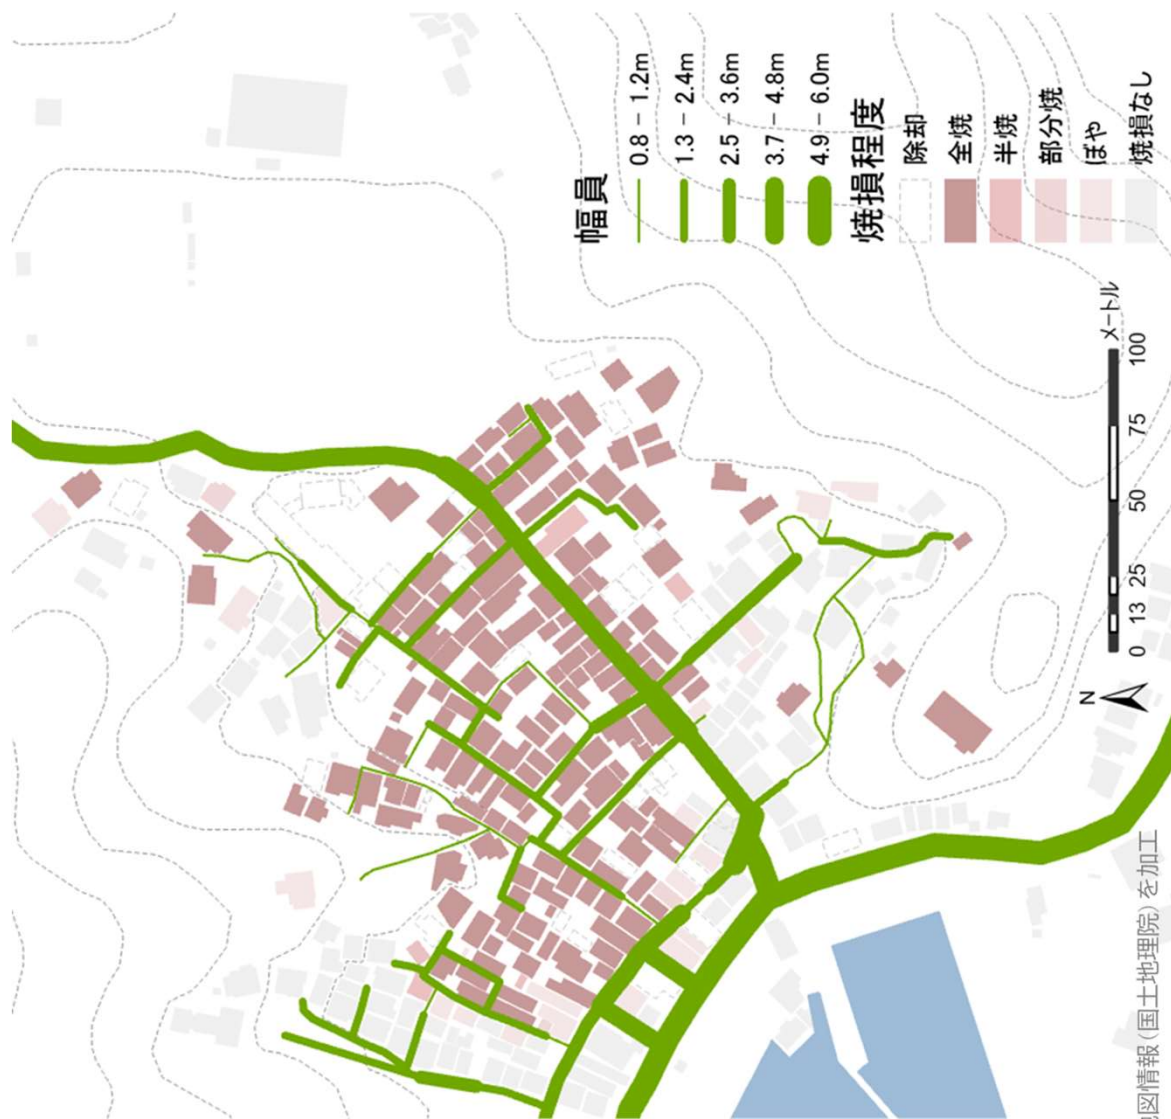 幅員
0.8 – 1.2m
1.3 – 2.4m
2.5 – 3.6m
3.7 – 4.8m
4.9 – 6.0m
焼損程度
除却
全焼
半焼
部分焼
ぼや
焼損なし
N
0 13 25 50 75 100
メートル
図情報(国土地理院)を加工